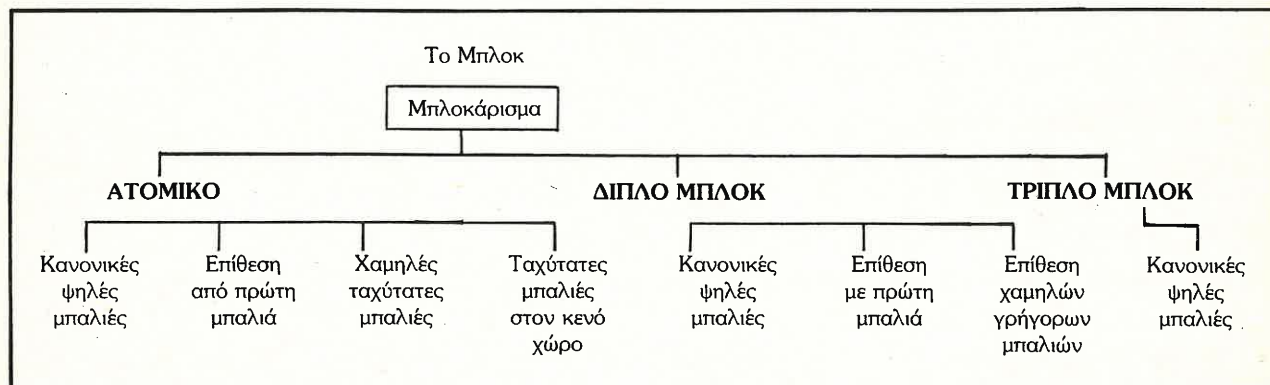 Το Μπλοκ
Μπλοκάρισμα
ΑΤΟΜΙΚΟ
ΔΙΠΛΟ ΜΠΛΟΚ
ΤΡΙΠΛΟ ΜΠΛΟΚ
Κανονικές
ψηλές
μπαλιές
Επίθεση
από πρώτη
μπαλιά
Χαμηλές
ταχύτατες
μπαλιές
Ταχύτατες
μπαλιές
στον κενό
χώρο
Κανονικές
ψηλές
μπαλιές
Επίθεση
με πρώτη
μπαλιά
Επίθεση
χαμηλών
γρήγορων
μπαλιών
Κανονικές
ψηλές
μπαλιές